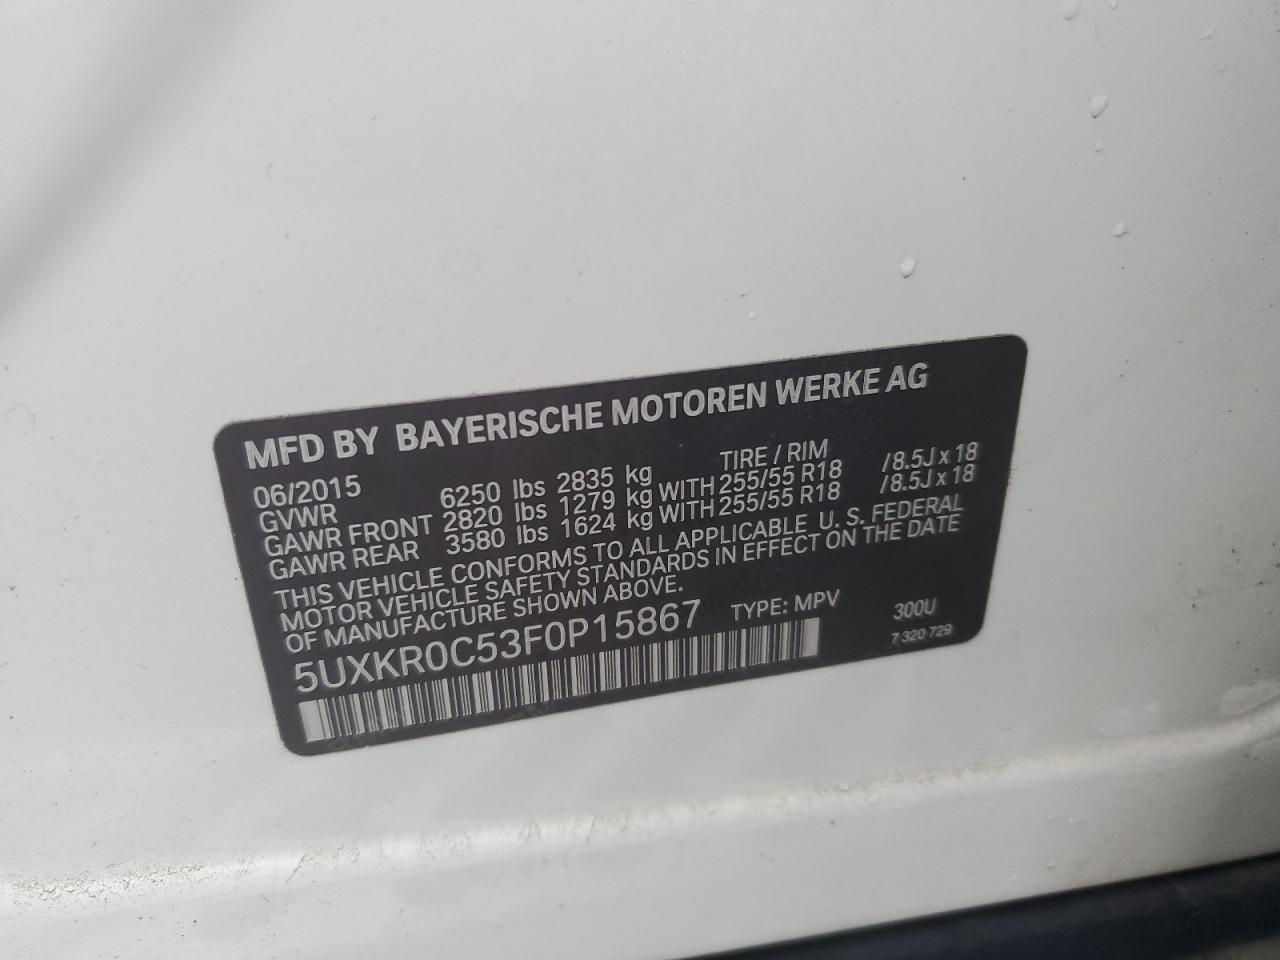 MFD BY BAYERISCHE MOTOREN WERKE AG
06/2015 TIRE / RIM
GVWR 6250 lbs 2835 kg
GAWR FRONT 2820 lbs 1279 kg WITH 255/55 R18 /8.5J x 18
GAWR REAR 3580 lbs 1624 kg WITH 255/55 R18 /8.5J x 18
THIS VEHICLE CONFORMS TO ALL APPLICABLE U. S. FEDERAL
MOTOR VEHICLE SAFETY STANDARDS IN EFFECT ON THE DATE
OF MANUFACTURE SHOWN ABOVE.
5UXKR0C53F0P15867 TYPE: MPV 300U
7 320 729